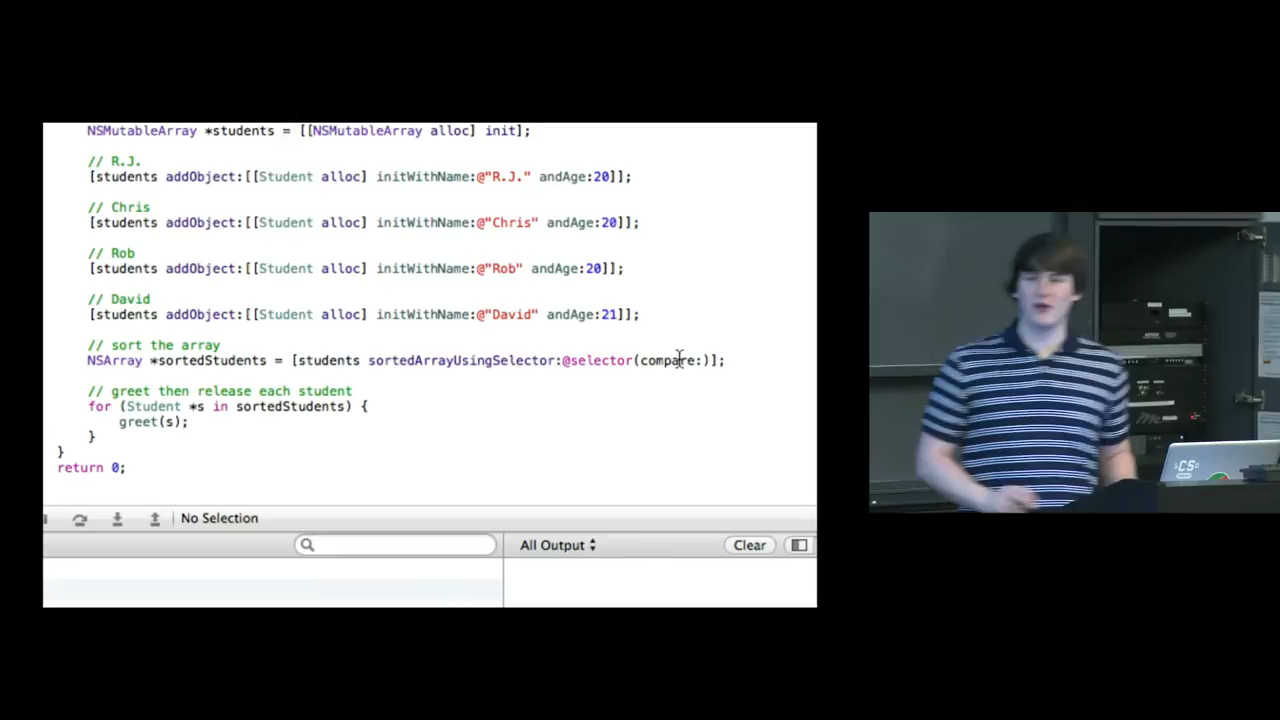 NSMutableArray *students = [[NSMutableArray alloc] init];
// R.J.
[students addObject:[[Student alloc] initWithName:@"R.J." andAge:20]];
// Chris
[students addObject:[[Student alloc] initWithName:@"Chris" andAge:20]];
// Rob
[students addObject:[[Student alloc] initWithName:@"Rob" andAge:20]];
// David
[students addObject:[[Student alloc] initWithName:@"David" andAge:21]];
// sort the array
NSArray *sortedStudents = [students sortedArrayUsingSelector:@selector(compare:)];
// greet then release each student
for (Student *s in sortedStudents) {
greet(s);
}
}
return 0;
No Selection
All Output
Clear
CS